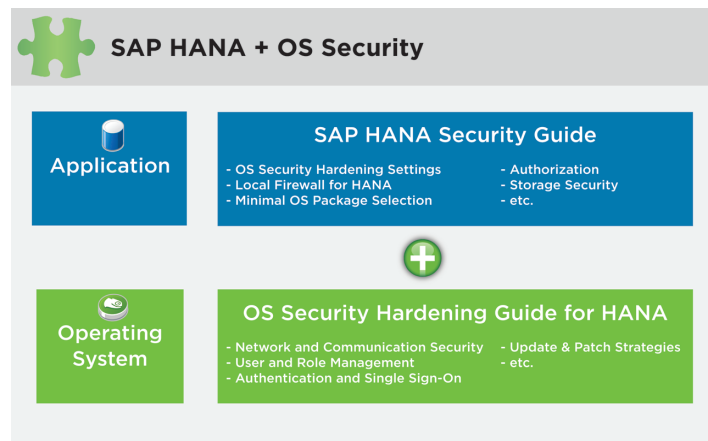 SAP HANA + OS Security
Application
SAP HANA Security Guide
- OS Security Hardening Settings
- Local Firewall for HANA
- Minimal OS Package Selection
- Authorization
- Storage Security
- etc.
Operating
System
OS Security Hardening Guide for HANA
- Network and Communication Security
- User and Role Management
- Authentication and Single Sign-On
- Update & Patch Strategies
- etc.